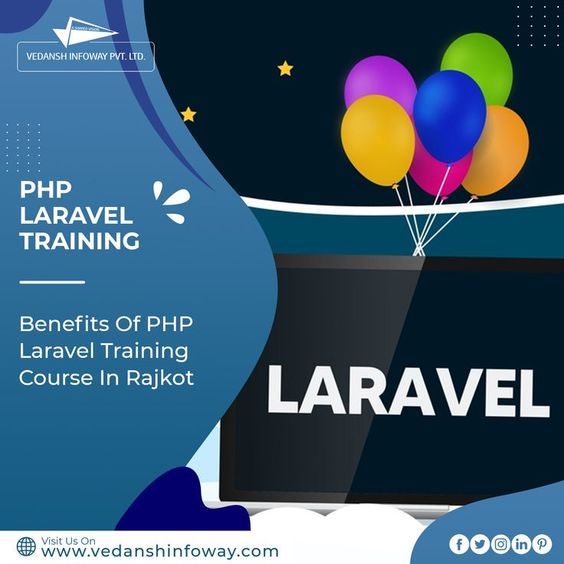 VEDANSH INFOWAY PVT. LTD.
PHP
LARAVEL
TRAINING
Benefits Of PHP
Laravel Training
Course In Rajkot
LARAVEL
Visit Us On
www.vedanshinfoway.com